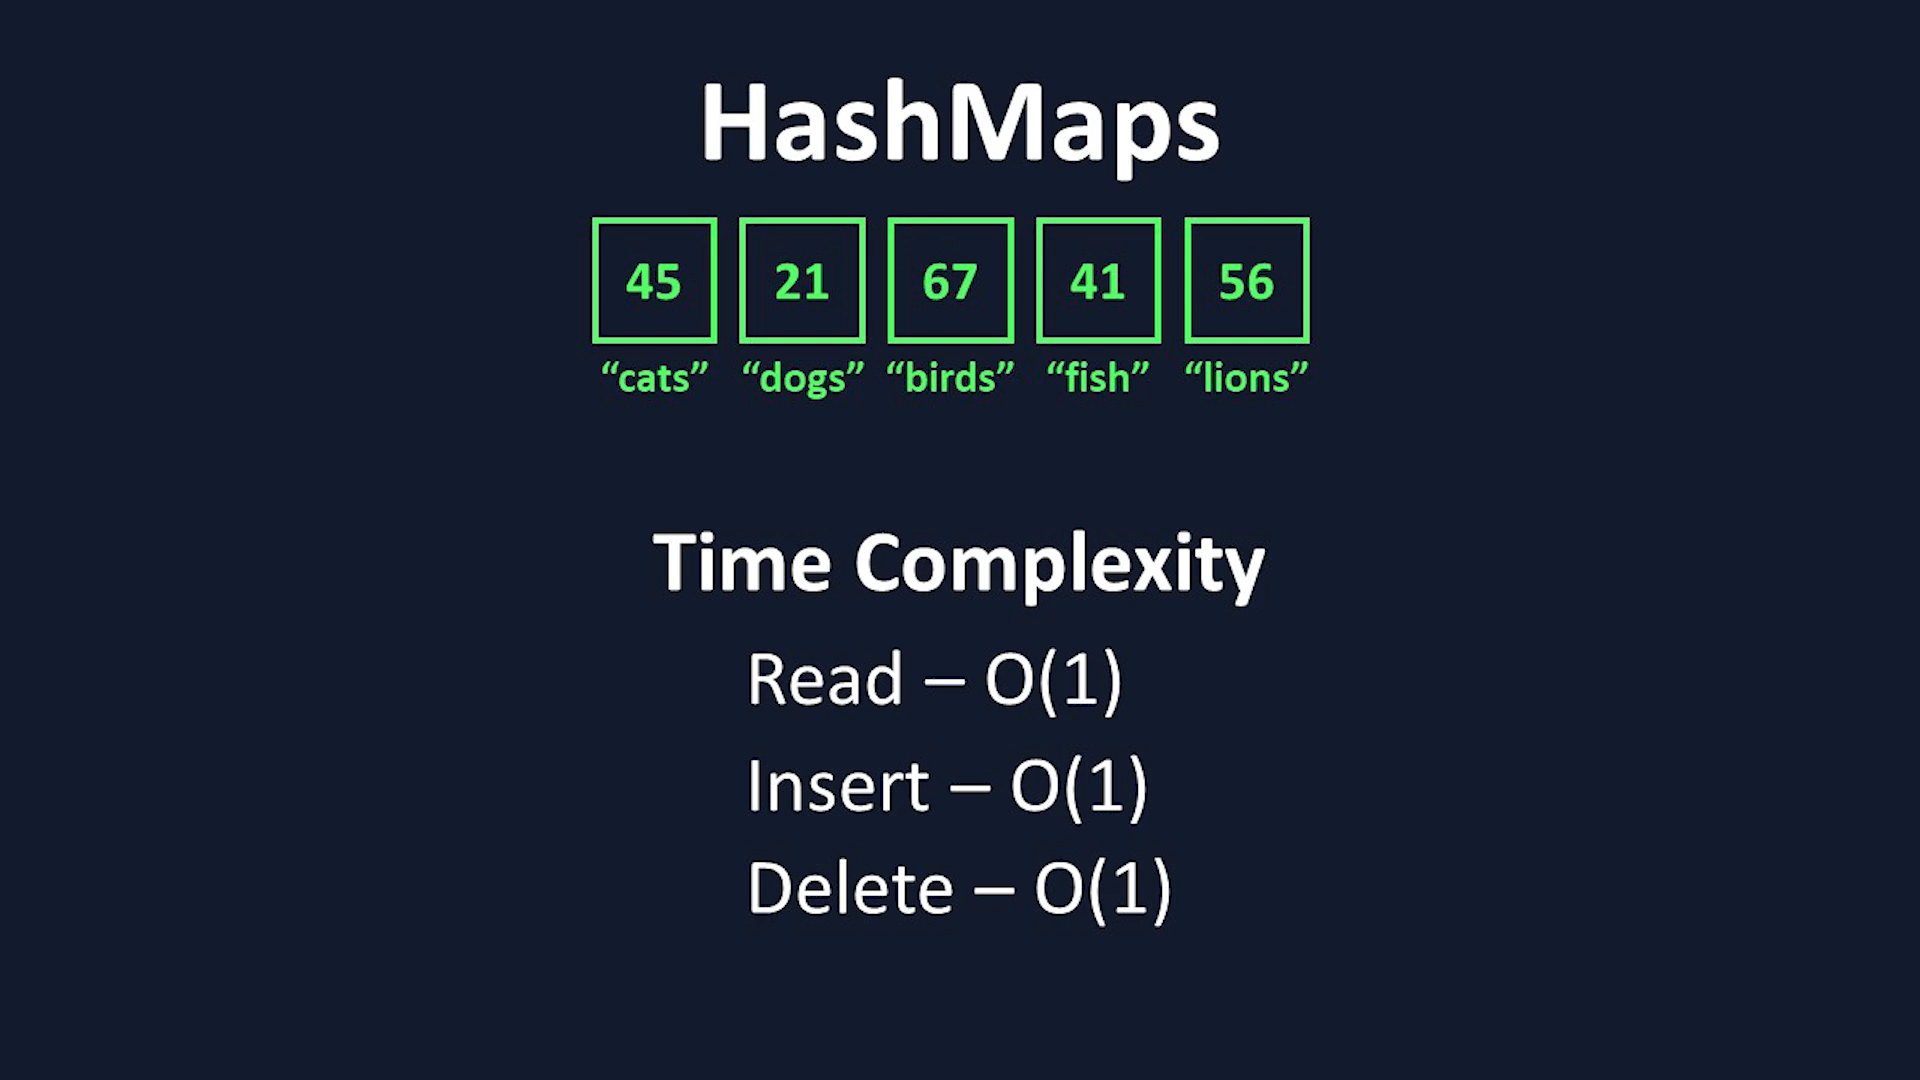 HashMaps
45 21 67 41 56
“cats” “dogs” “birds” “fish” “lions”
Time Complexity
Read – O(1)
Insert – O(1)
Delete – O(1)